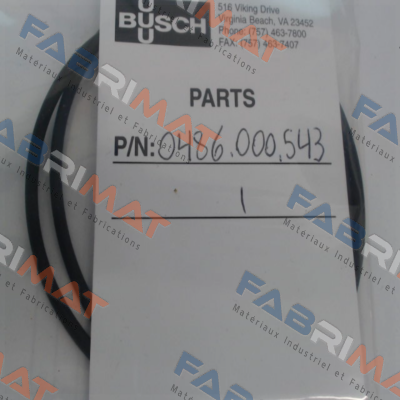 BUSCH
516 Viking Drive
Virginia Beach, VA 23452
Phone: (757) 463-7800
FAX: (757) 463-7407
PARTS
P/N: 0486.000.543
1
FABRIMAT
Materiaux Industriel et Fabrications